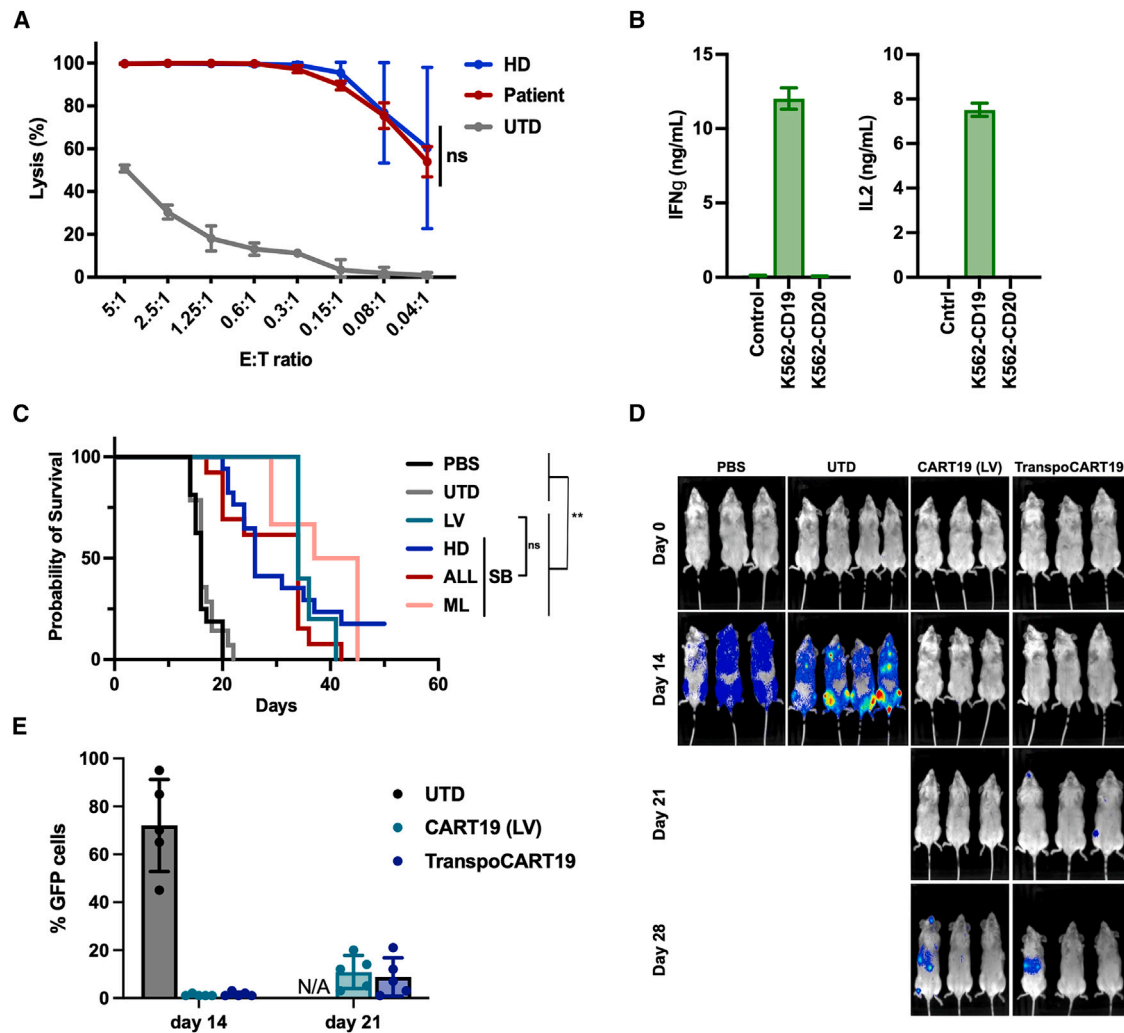 A
100
80
60
40
20
0
Lysis (%)
HD
Patient
UTD
ns
5:1
2.5:1
1.25:1
0.6:1
0.3:1
0.15:1
0.08:1
0.04:1
E:T ratio
B
15
10
5
0
IFNg (ng/mL)
Control
K562-CD19
K562-CD20
10
8
6
4
2
0
IL2 (ng/mL)
Cntrl
K562-CD19
K562-CD20
C
100
50
0
Probability of Survival
0
20
40
60
Days
PBS
UTD
LV
HD
ALL
ML
SB
ns
**
D
PBS
UTD
CART19 (LV)
TranspoCART19
Day 0
Day 14
Day 21
Day 28
E
100
80
60
40
20
0
% GFP cells
UTD
CART19 (LV)
TranspoCART19
N/A
day 14
day 21